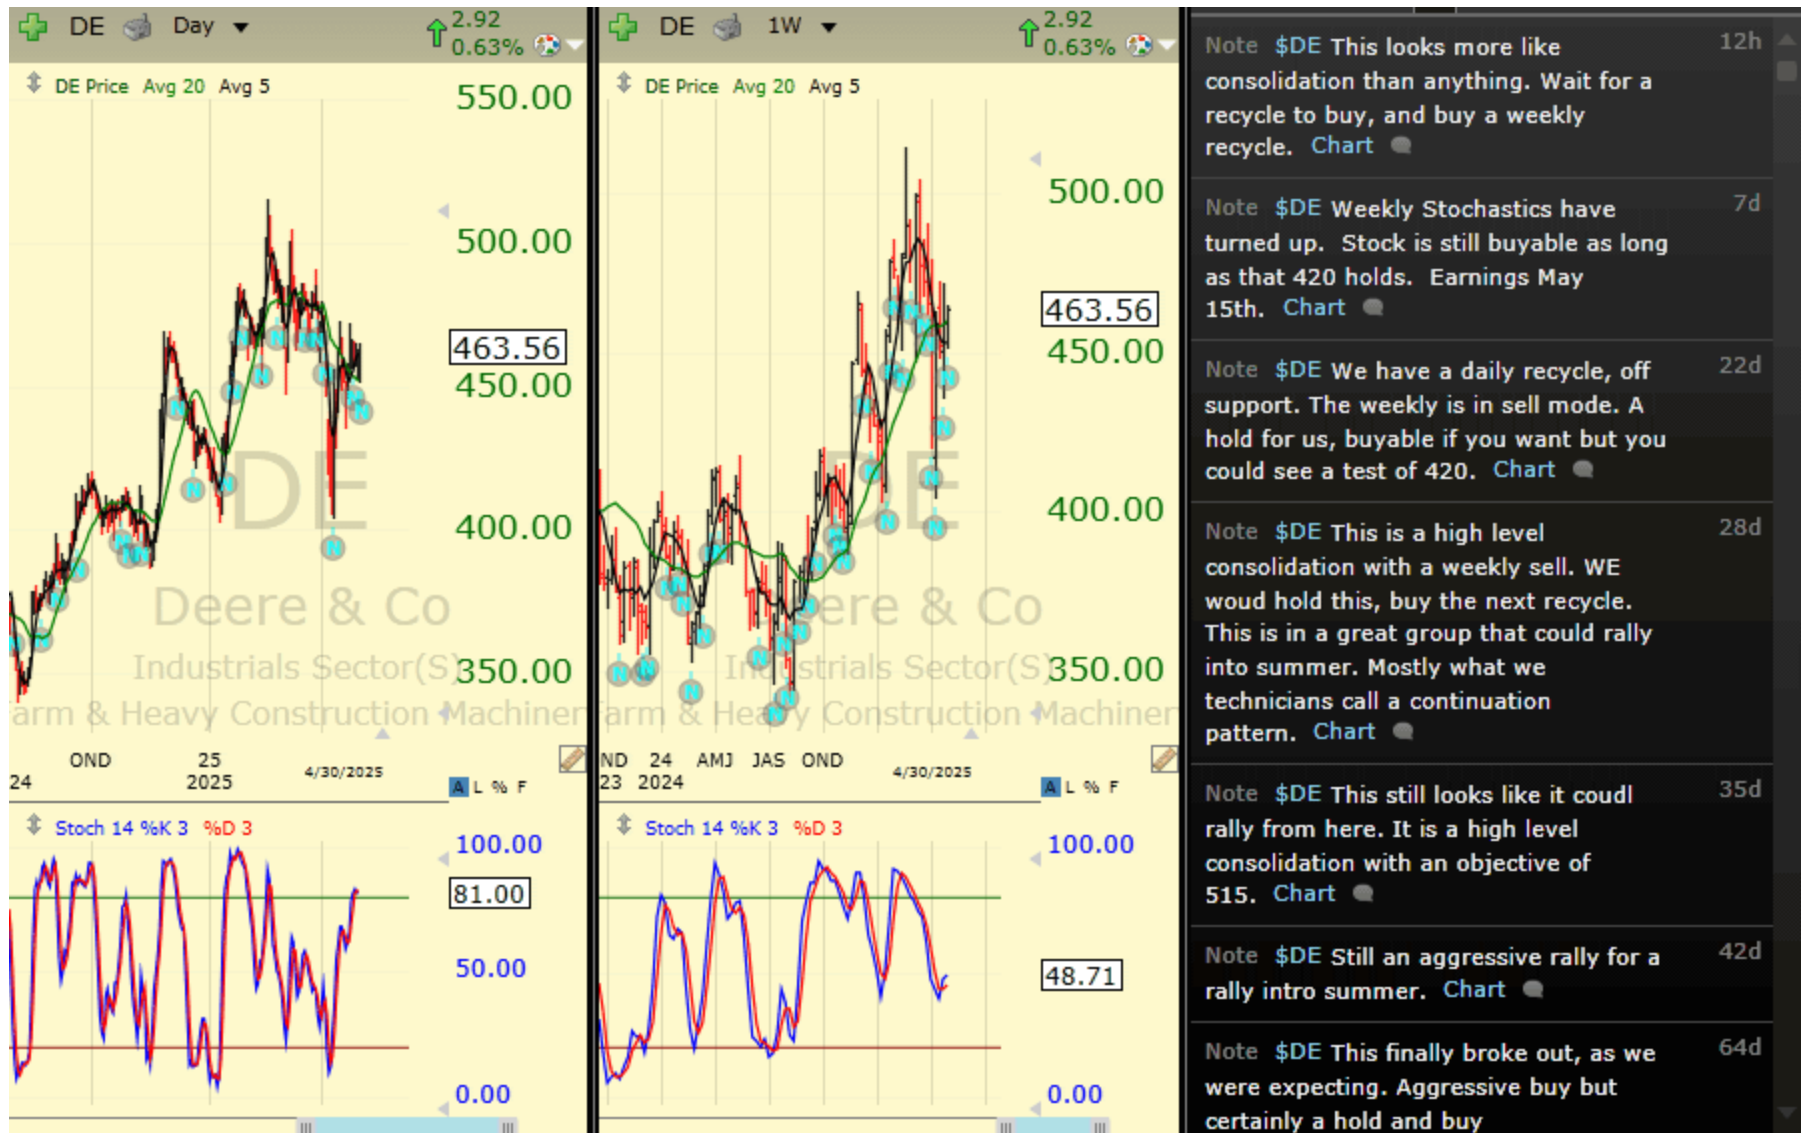 DE Day 2.92
0.63%
DE Price Avg 20 Avg 5
550.00
500.00
463.56
450.00
400.00
350.00
DE
Deere & Co
Industrials Sector(S)
arm & Heavy Construction Machiner
OND 25 4/30/2025
24 2025
A L % F
Stoch 14 %K 3 %D 3
100.00
81.00
50.00
0.00
DE 1W 2.92
0.63%
DE Price Avg 20 Avg 5
500.00
463.56
450.00
400.00
350.00
DE
ere & Co
Ind strials Sector(S)
arm & Heavy Construction Machiner
ND 24 AMJ JAS OND 4/30/2025
23 2024
A L % F
Stoch 14 %K 3 %D 3
100.00
48.71
0.00
Note $DE This looks more like 12h
consolidation than anything. Wait for a
recycle to buy, and buy a weekly
recycle. Chart
Note $DE Weekly Stochastics have 7d
turned up. Stock is still buyable as long
as that 420 holds. Earnings May
15th. Chart
Note $DE We have a daily recycle, off 22d
support. The weekly is in sell mode. A
hold for us, buyable if you want but you
could see a test of 420. Chart
Note $DE This is a high level 28d
consolidation with a weekly sell. WE
woud hold this, buy the next recycle.
This is in a great group that could rally
into summer. Mostly what we
technicians call a continuation
pattern. Chart
Note $DE This still looks like it coudl 35d
rally from here. It is a high level
consolidation with an objective of
515. Chart
Note $DE Still an aggressive rally for a 42d
rally intro summer. Chart
Note $DE This finally broke out, as we 64d
were expecting. Aggressive buy but
certainly a hold and buy